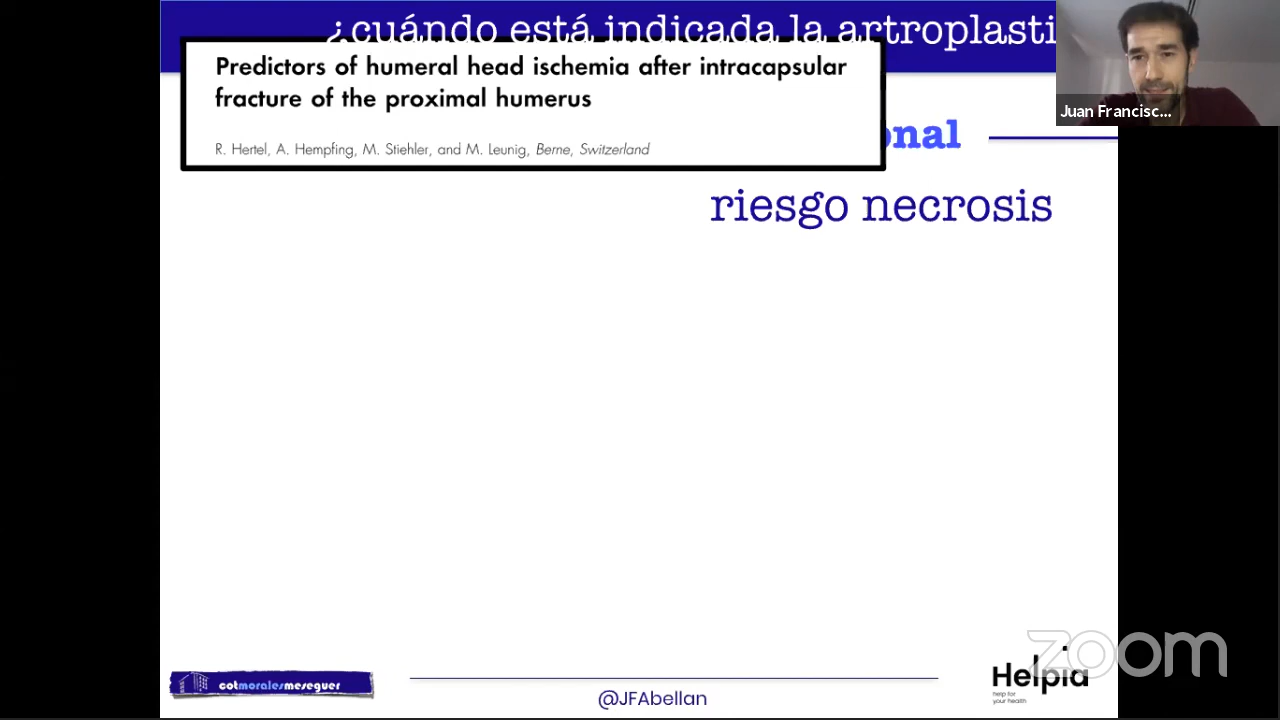 ¿cuándo está indicada la artroplasti
Predictors of humeral head ischemia after intracapsular
fracture of the proximal humerus
R. Hertel, A. Hempfing, M. Stiehler, and M. Leunig, Berne, Switzerland
Juan Francisc...
onal
riesgo necrosis
cotmoralesmeseguer
@JFAbellan
Helpia
help for
your health
zoom